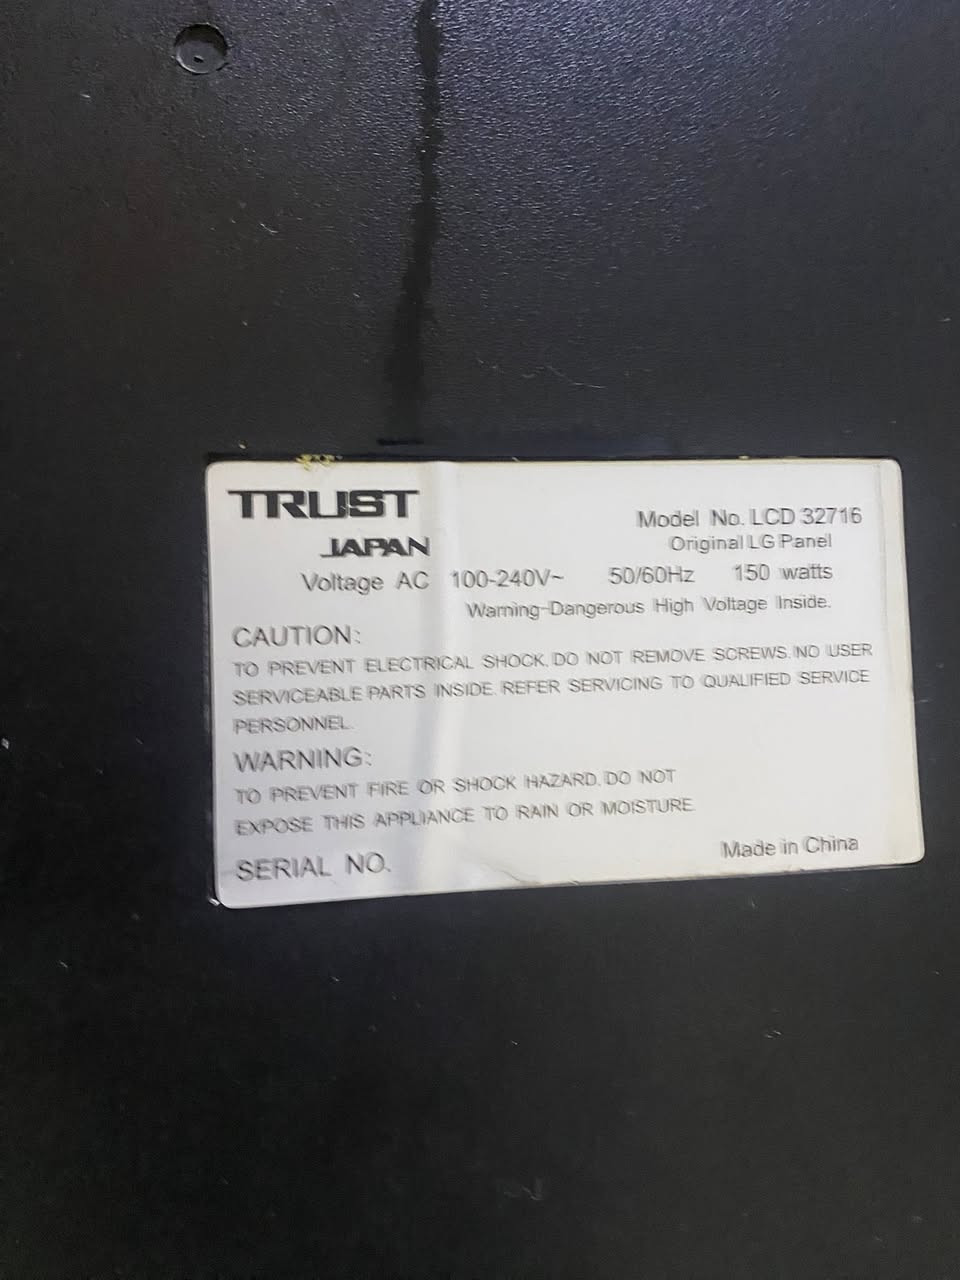 TRUST
JAPAN
Model No. LCD 32716
Original LG Panel
Voltage AC 100-240V~ 50/60Hz 150 watts
Warning-Dangerous High Voltage Inside.
CAUTION:
TO PREVENT ELECTRICAL SHOCK, DO NOT REMOVE SCREWS. NO USER
SERVICEABLE PARTS INSIDE. REFER SERVICING TO QUALIFIED SERVICE
PERSONNEL.
WARNING:
TO PREVENT FIRE OR SHOCK HAZARD, DO NOT
EXPOSE THIS APPLIANCE TO RAIN OR MOISTURE.
SERIAL NO.
Made in China